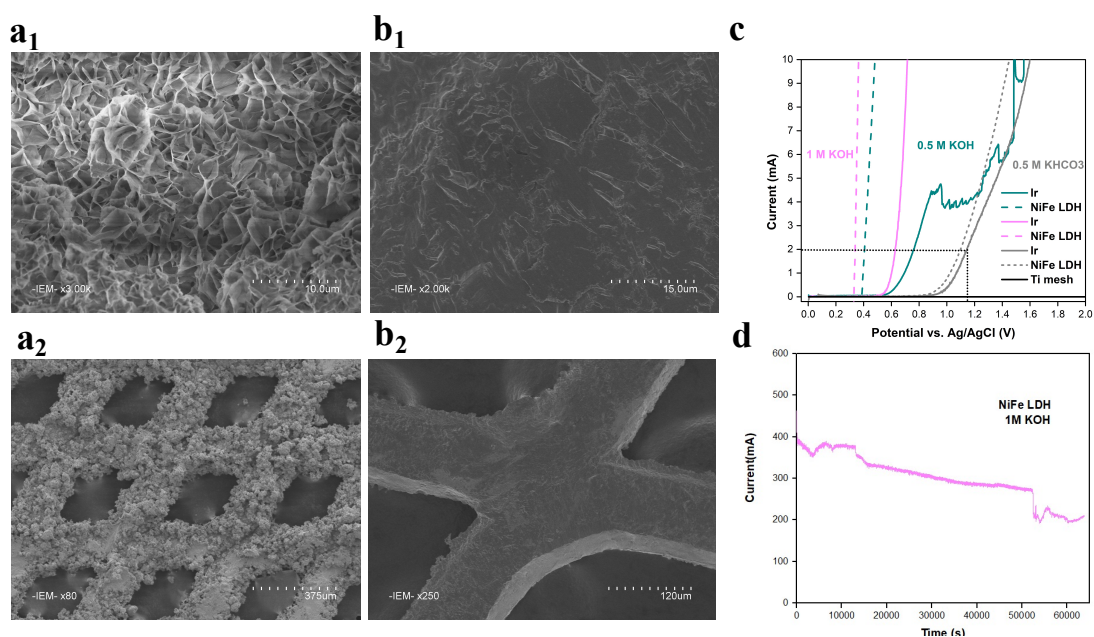 a1
b1
c
-IEM- x3.00k
10.0um
-IEM- x2.00k
15.0um
10
9
8
7
6
5
4
3
2
1
0
Current (mA)
1 M KOH
0.5 M KOH
0.5 M KHCO3
Ir
NiFe LDH
Ir
NiFe LDH
Ir
NiFe LDH
Ti mesh
0.0 0.2 0.4 0.6 0.8 1.0 1.2 1.4 1.6 1.8 2.0
Potential vs. Ag/AgCl (V)
a2
b2
d
-IEM- x80
375um
-IEM- x250
120um
600
500
400
300
200
100
0
Current(mA)
NiFe LDH
1M KOH
0 10000 20000 30000 40000 50000 60000
Time (s)